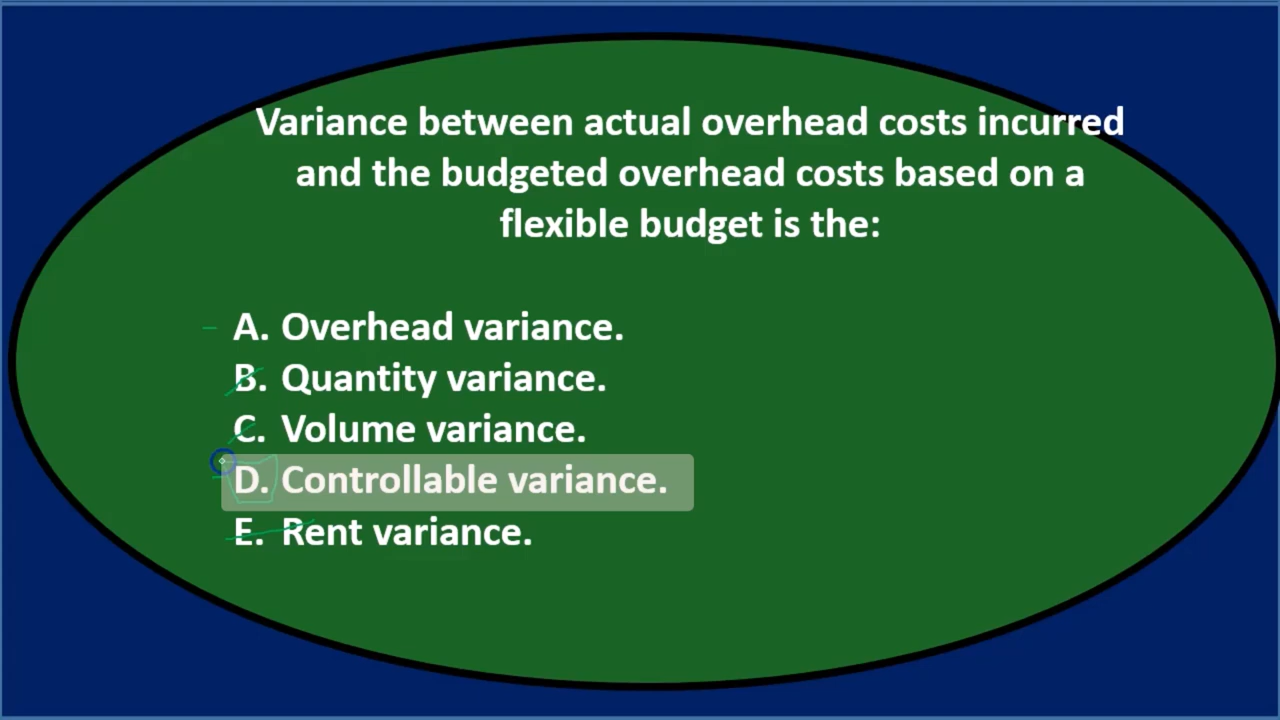 Variance between actual overhead costs incurred
and the budgeted overhead costs based on a
flexible budget is the:
A. Overhead variance.
B. Quantity variance.
C. Volume variance.
D. Controllable variance.
E. Rent variance.